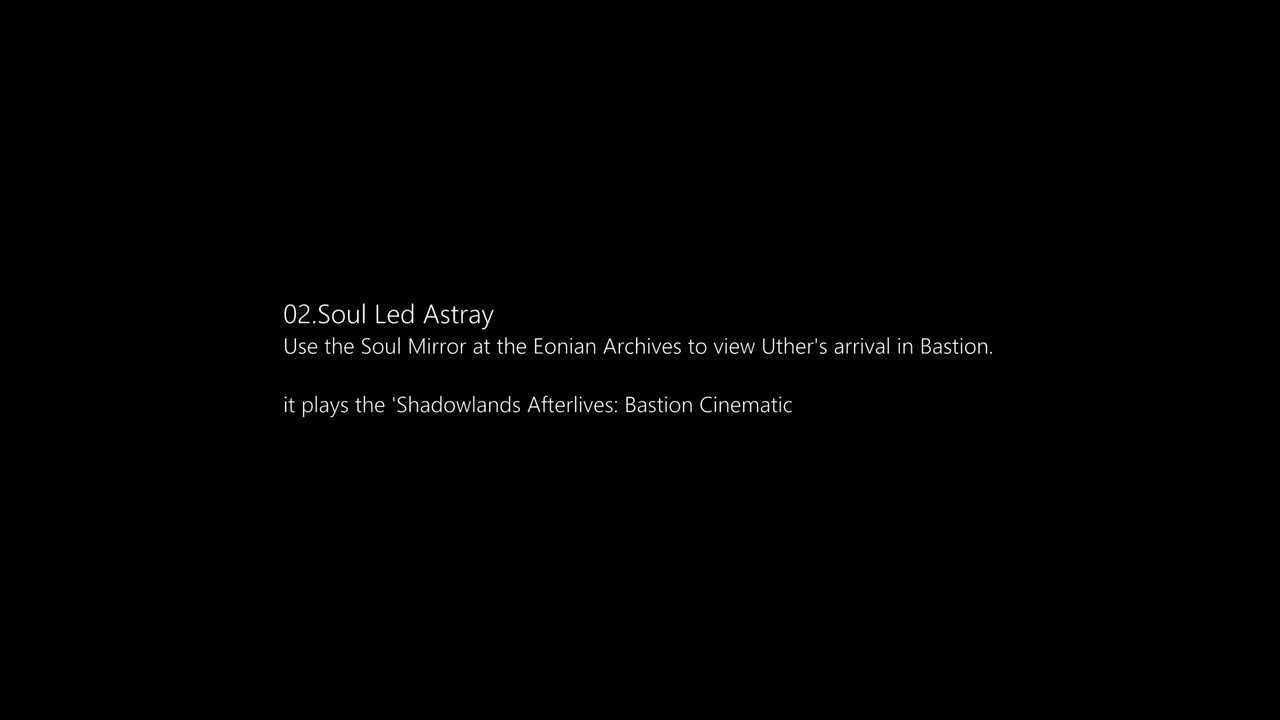 02.Soul Led Astray
Use the Soul Mirror at the Eonian Archives to view Uther's arrival in Bastion.
it plays the 'Shadowlands Afterlives: Bastion Cinematic